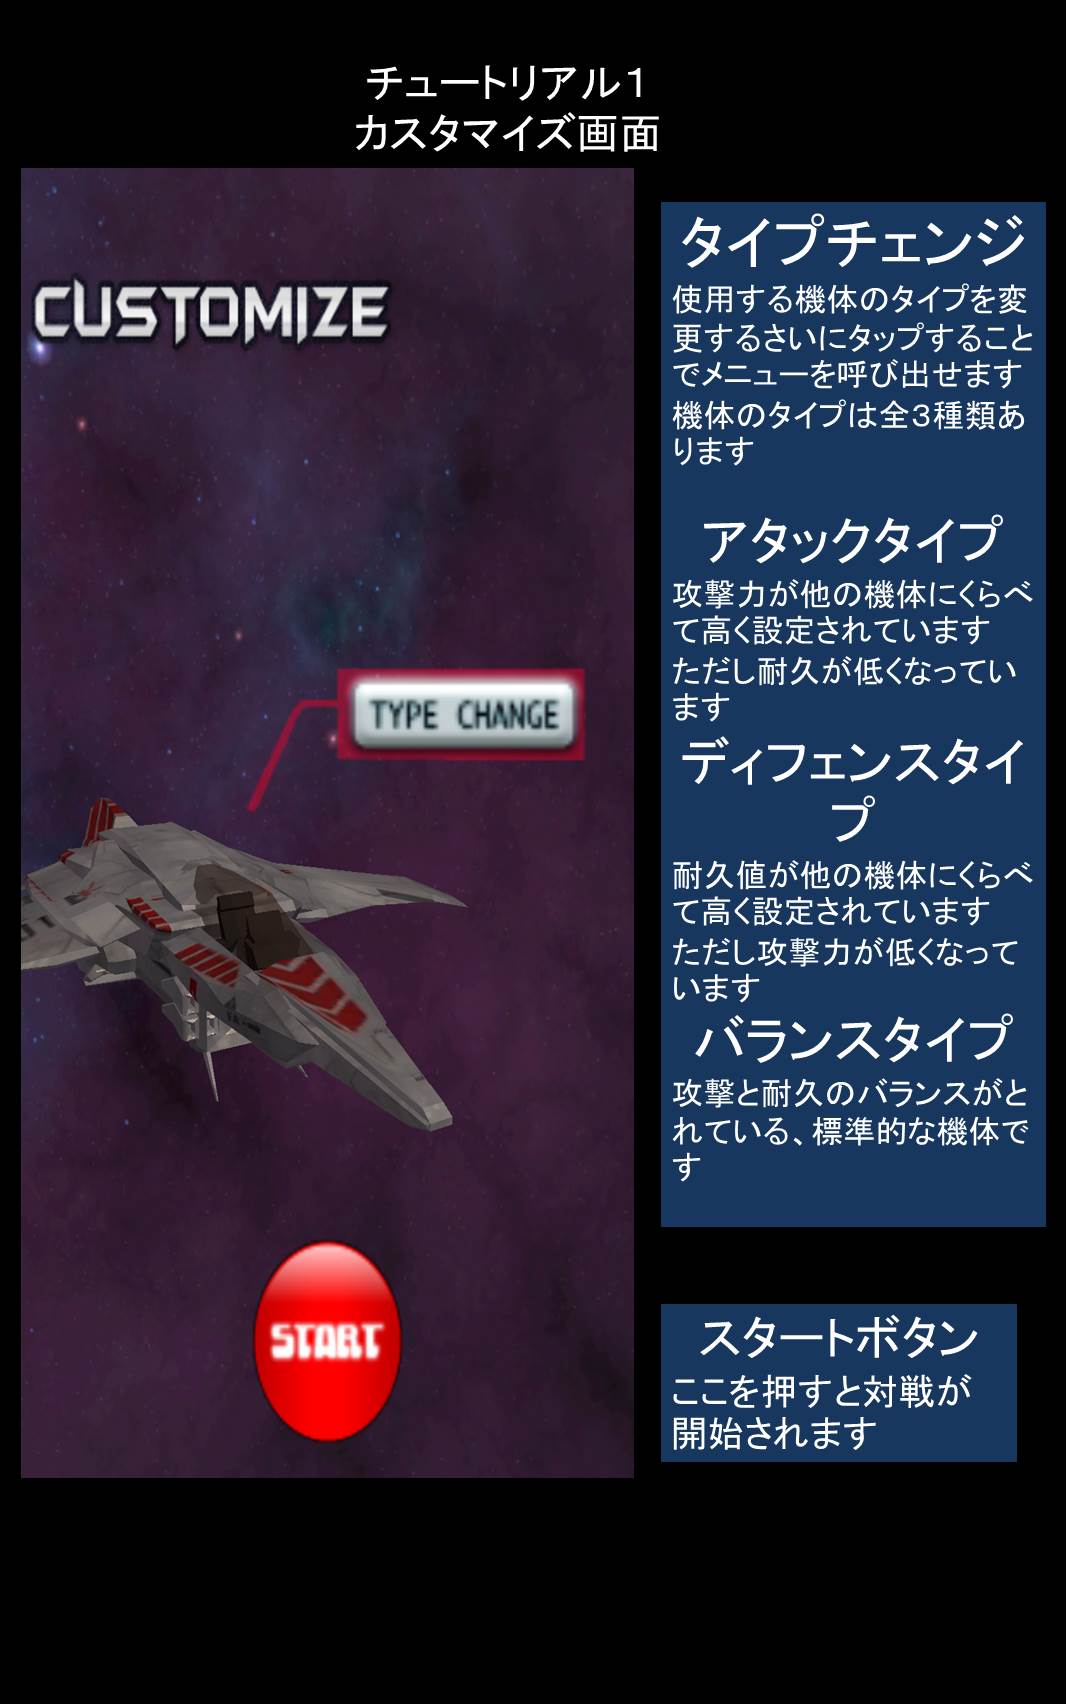 チュートリアル１
カスタマイズ画面
CUSTOMIZE
TYPE CHANGE
START
タイプチェンジ
使用する機体のタイプを変
更するさいにタップすること
でメニューを呼び出せます
機体のタイプは全３種類あ
ります
アタックタイプ
攻撃力が他の機体にくらべ
て高く設定されています
ただし耐久が低くなってい
ます
ディフェンスタイ
プ
耐久値が他の機体にくらべ
て高く設定されています
ただし攻撃力が低くなって
います
バランスタイプ
攻撃と耐久のバランスがと
れている、標準的な機体で
す
スタートボタン
ここを押すと対戦が
開始されます